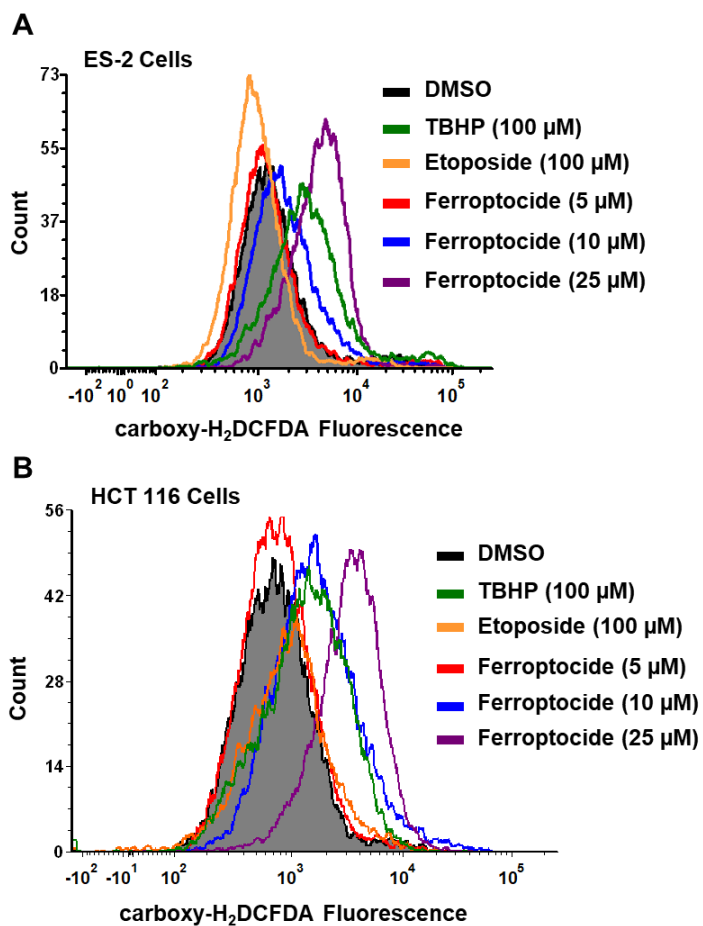 A
ES-2 Cells
73
55
37
18
0
Count
-10² 10⁰ 10² 10³ 10⁴ 10⁵
carboxy-H₂DCFDA Fluorescence
DMSO
TBHP (100 µM)
Etoposide (100 µM)
Ferroptocide (5 µM)
Ferroptocide (10 µM)
Ferroptocide (25 µM)
B
HCT 116 Cells
56
42
28
14
0
Count
-10² -10¹ 10² 10³ 10⁴ 10⁵
carboxy-H₂DCFDA Fluorescence
DMSO
TBHP (100 µM)
Etoposide (100 µM)
Ferroptocide (5 µM)
Ferroptocide (10 µM)
Ferroptocide (25 µM)